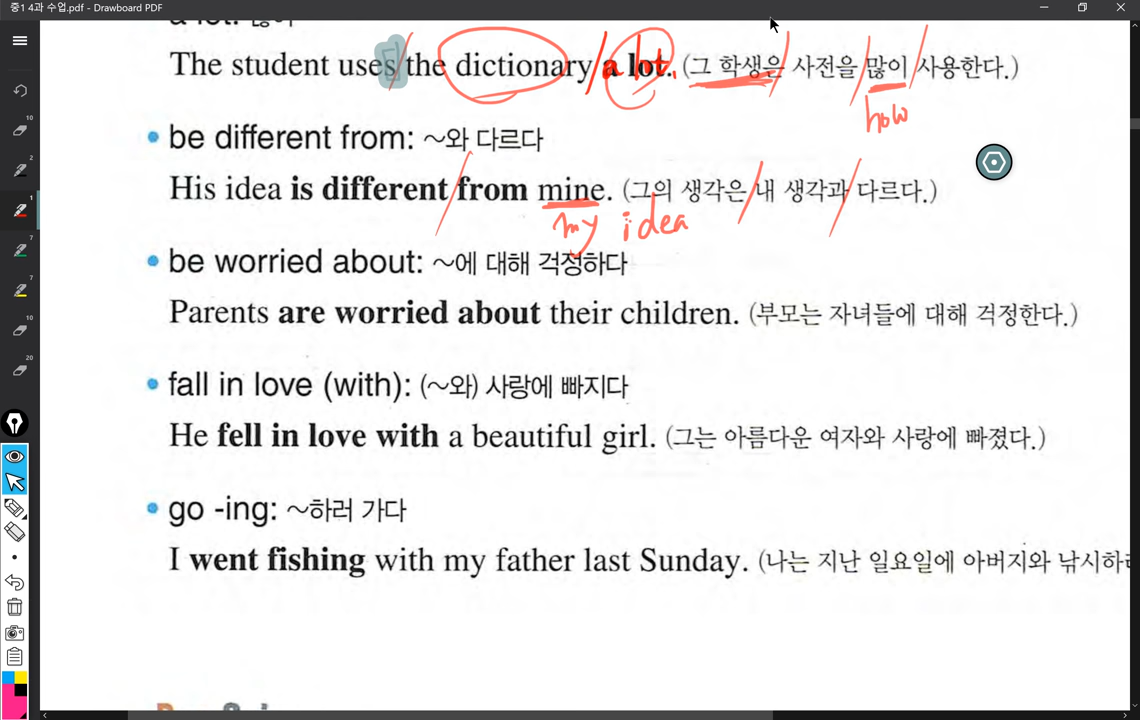 중1 4과 수업.pdf - Drawboard PDF
The student uses the dictionary a lot. (그 학생은 사전을 많이 사용한다.)
how
be different from: ~와 다르다
His idea is different from mine. (그의 생각은 내 생각과 다르다.)
my idea
be worried about: ~에 대해 걱정하다
Parents are worried about their children. (부모는 자녀들에 대해 걱정한다.)
fall in love (with): (~와) 사랑에 빠지다
He fell in love with a beautiful girl. (그는 아름다운 여자와 사랑에 빠졌다.)
go -ing: ~하러 가다
I went fishing with my father last Sunday. (나는 지난 일요일에 아버지와 낚시하
10
2
1
7
7
10
20